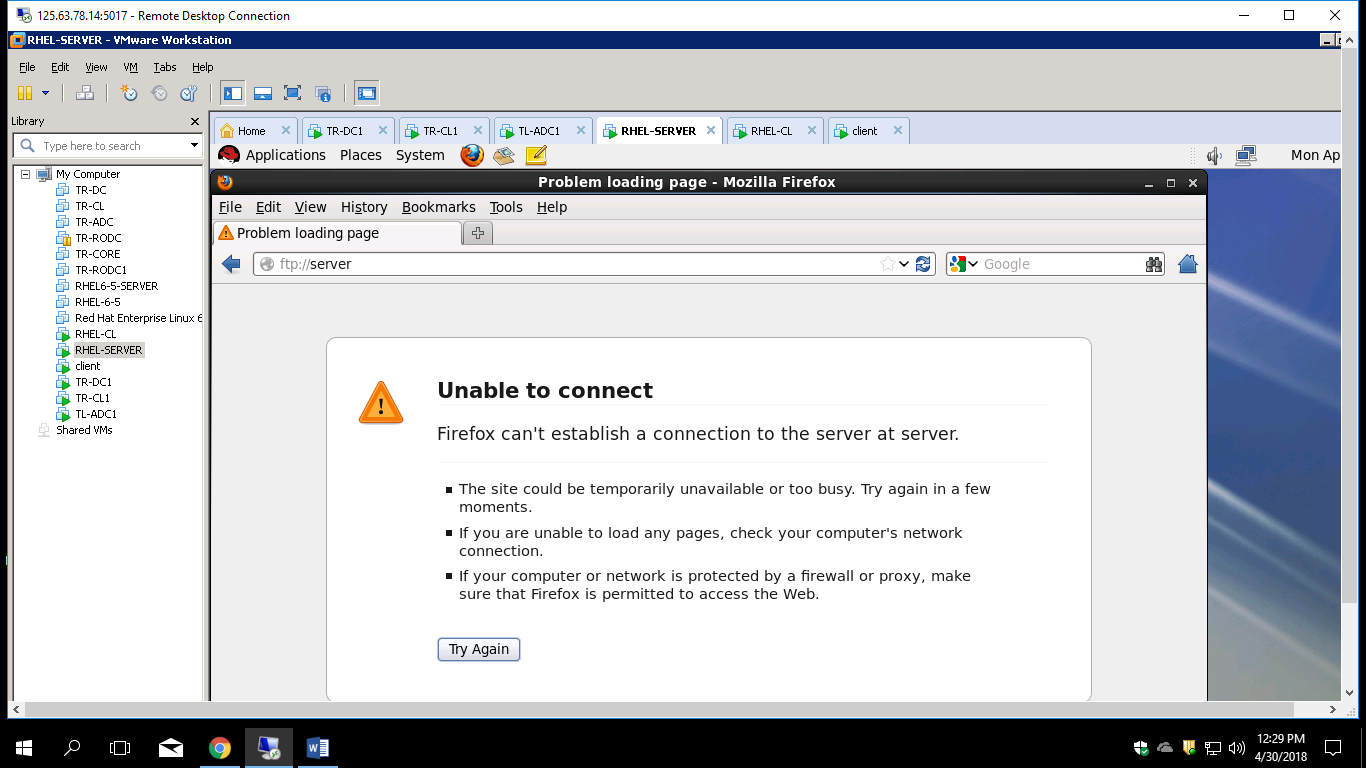 125.63.78.14:5017 - Remote Desktop Connection
RHEL-SERVER - VMware Workstation
File Edit View VM Tabs Help
Library
Type here to search
My Computer
TR-DC
TR-CL
TR-ADC
TR-RODC
TR-CORE
TR-RODC1
RHEL6-5-SERVER
RHEL-6-5
Red Hat Enterprise Linux 6
RHEL-CL
RHEL-SERVER
client
TR-DC1
TR-CL1
TL-ADC1
Shared VMs
Home TR-DC1 TR-CL1 TL-ADC1 RHEL-SERVER RHEL-CL client
Applications Places System Mon Ap
Problem loading page - Mozilla Firefox
File Edit View History Bookmarks Tools Help
Problem loading page
ftp://server Google
Unable to connect
Firefox can't establish a connection to the server at server.
The site could be temporarily unavailable or too busy. Try again in a few
moments.
If you are unable to load any pages, check your computer's network
connection.
If your computer or network is protected by a firewall or proxy, make
sure that Firefox is permitted to access the Web.
Try Again
12:29 PM
4/30/2018